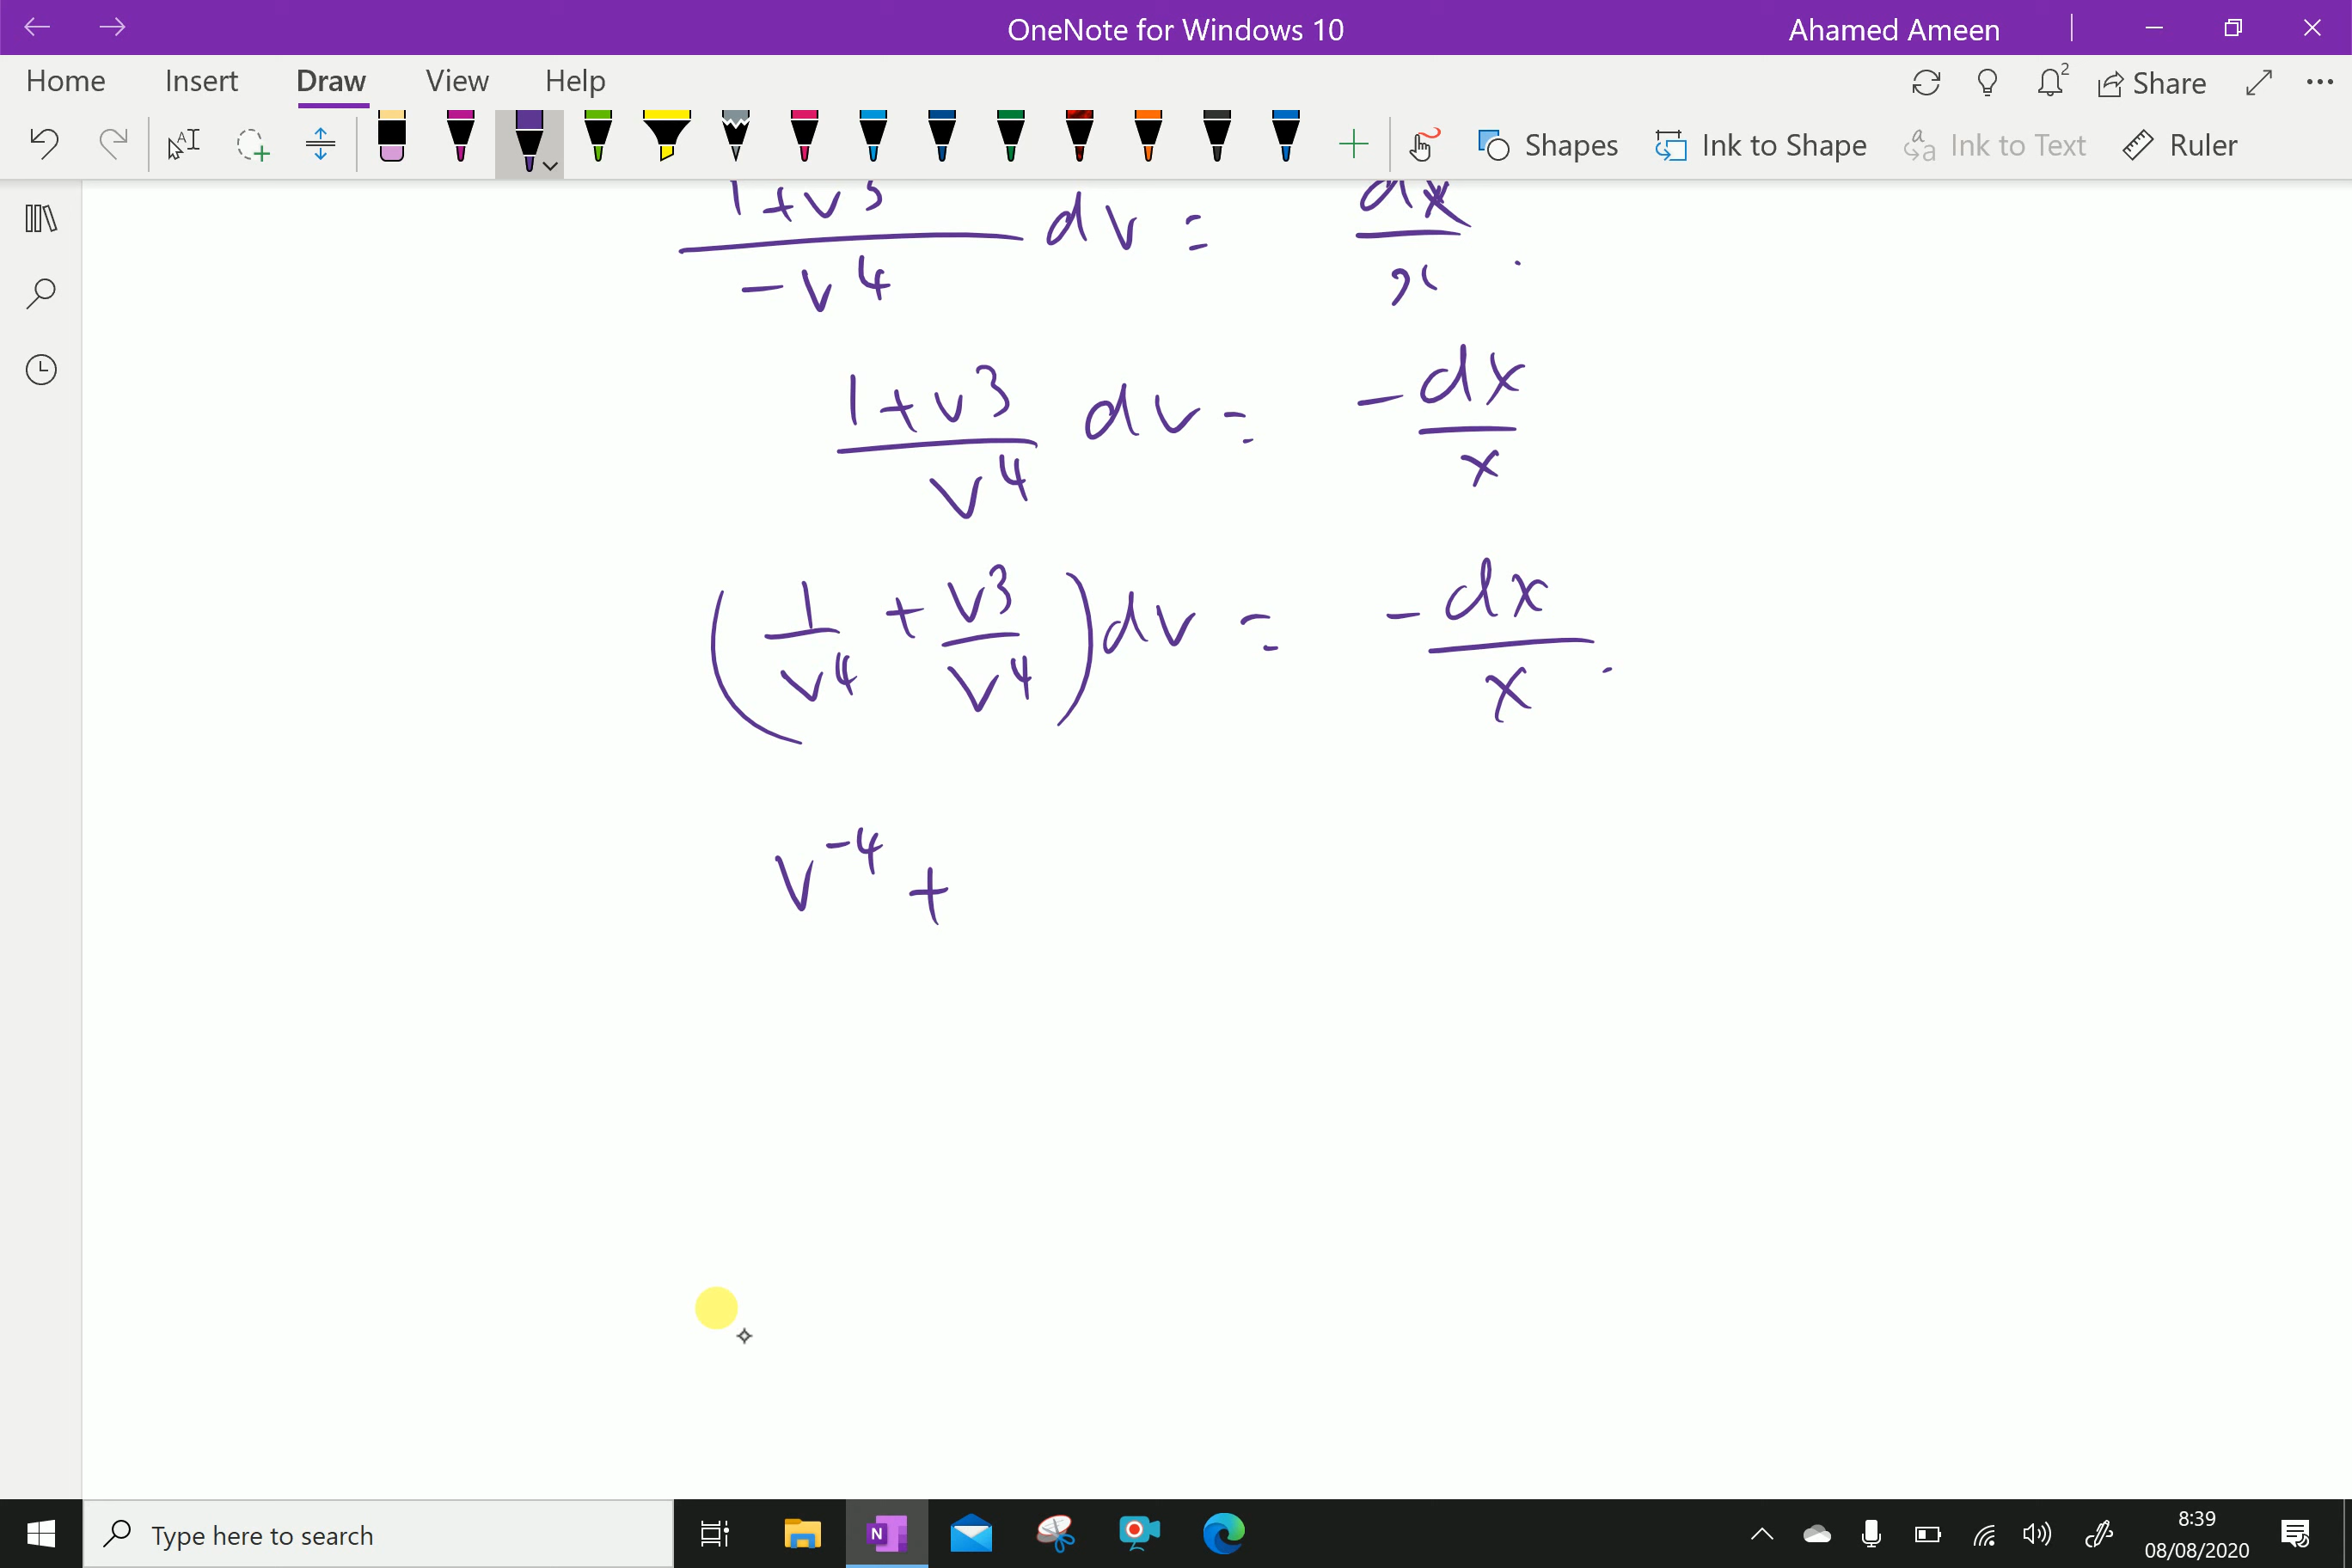 OneNote for Windows 10 Ahamed Ameen
Home Insert Draw View Help 2 Share
Shapes Ink to Shape Ink to Text Ruler
1+v3 dv = dx
-v4 x .
1+v3 dv = -dx
v4 x
(1 + v3) dv = -dx
v4 v4 x .
v-4 +
Type here to search
8:39
08/08/2020